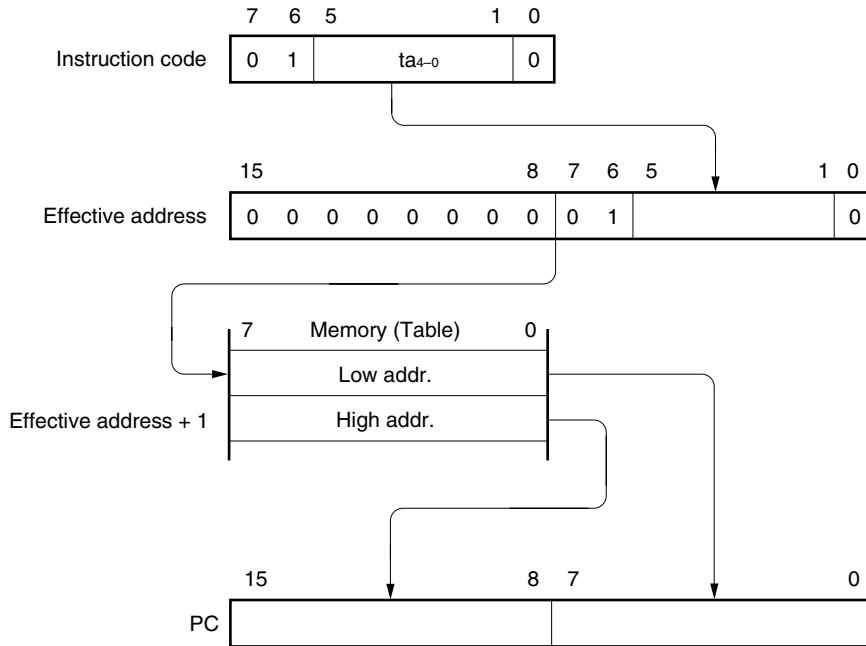 7 6 5 1 0
Instruction code 0 1 ta4–0 0
15 8 7 6 5 1 0
Effective address 0 0 0 0 0 0 0 0 0 1 0
7 Memory (Table) 0
Low addr.
Effective address + 1 High addr.
15 8 7 0
PC